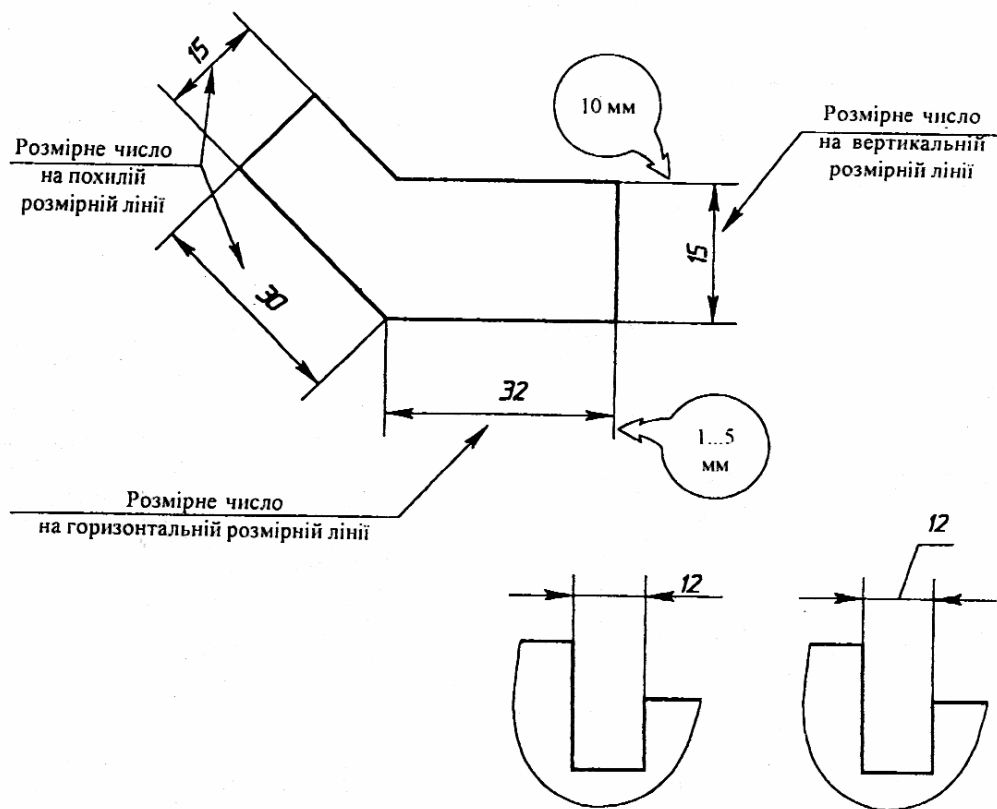 15
10 мм
Розмірне число
на вертикальній
розмірній лінії
Розмірне число
на похилій
розмірній лінії
15
30
32
1...5
мм
Розмірне число
на горизонтальній розмірній лінії
12
12